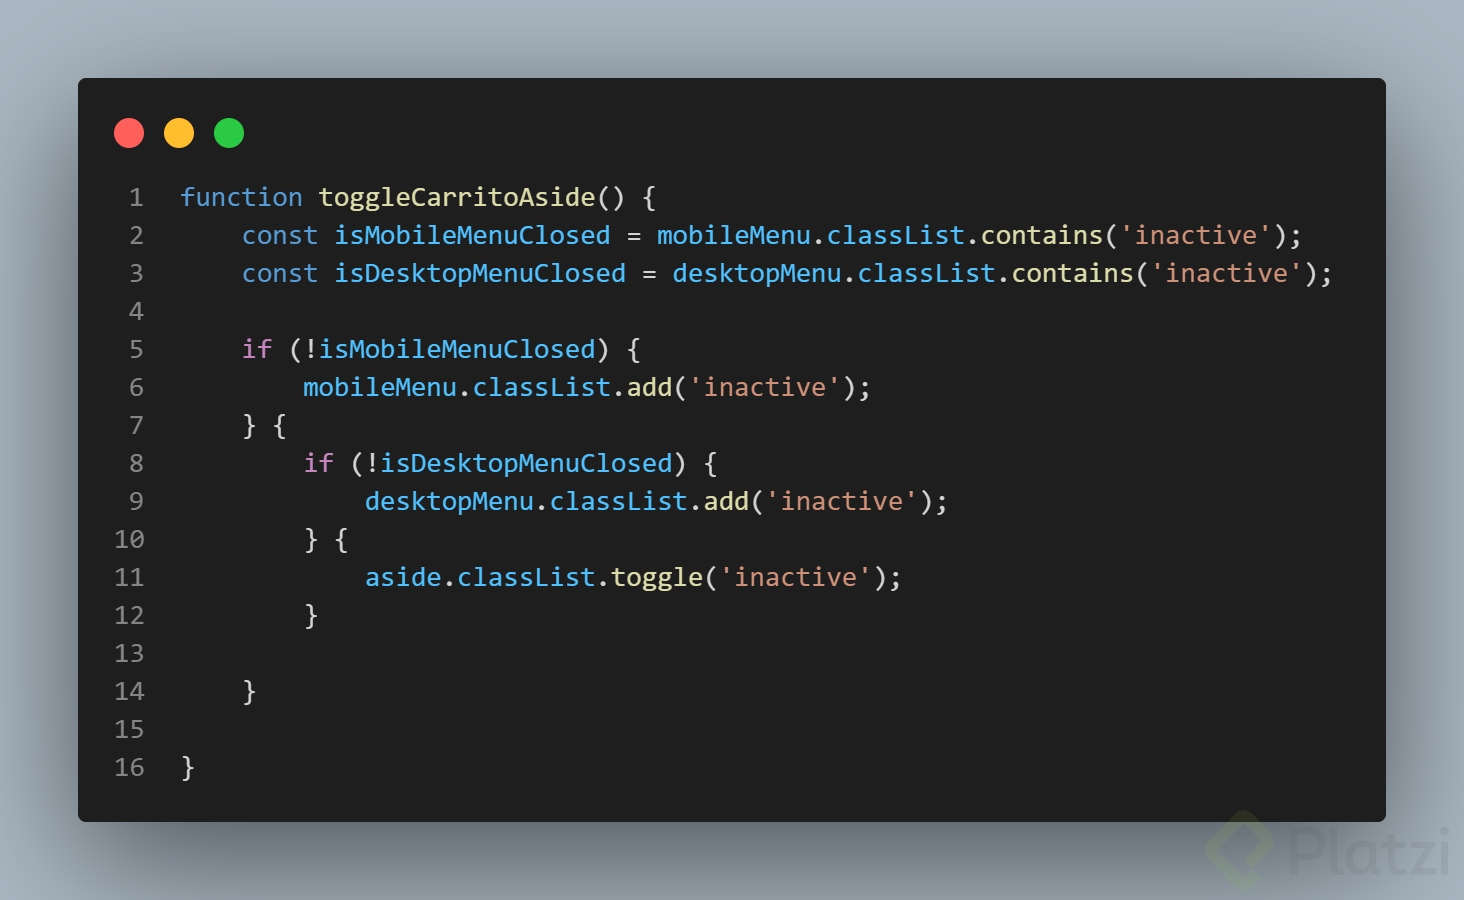 1 function toggleCarritoAside() {
2     const isMobileMenuClosed = mobileMenu.classList.contains('inactive');
3     const isDesktopMenuClosed = desktopMenu.classList.contains('inactive');
4
5     if (!isMobileMenuClosed) {
6         mobileMenu.classList.add('inactive');
7     } {
8         if (!isDesktopMenuClosed) {
9             desktopMenu.classList.add('inactive');
10         } {
11             aside.classList.toggle('inactive');
12         }
13
14     }
15
16 }
Platzi